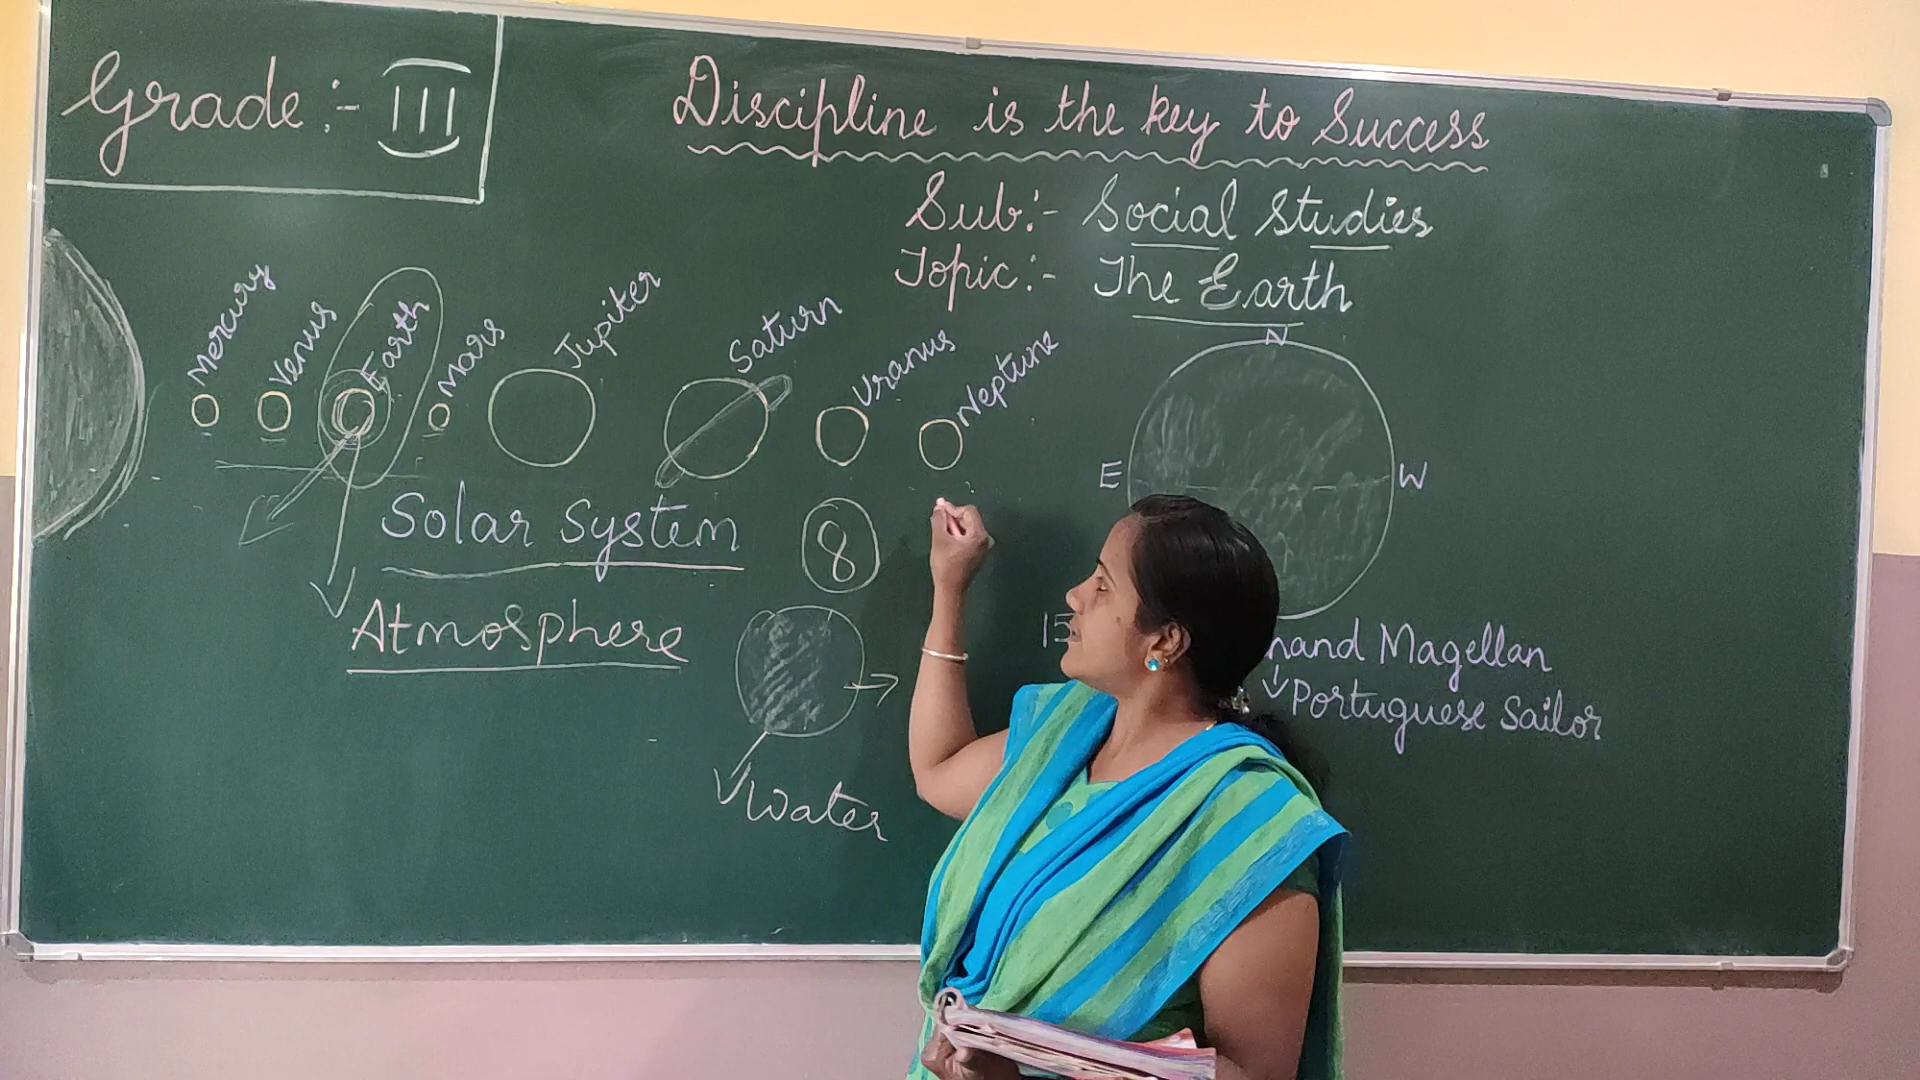 Grade:- III
Discipline is the key to Success
Sub:- Social Studies
Topic:- The Earth
Mercury
Venus
Earth
Mars
Jupiter
Saturn
Uranus
Neptune
N
E
W
Solar System
8
Atmosphere
Magellan
Portuguese Sailor
Water